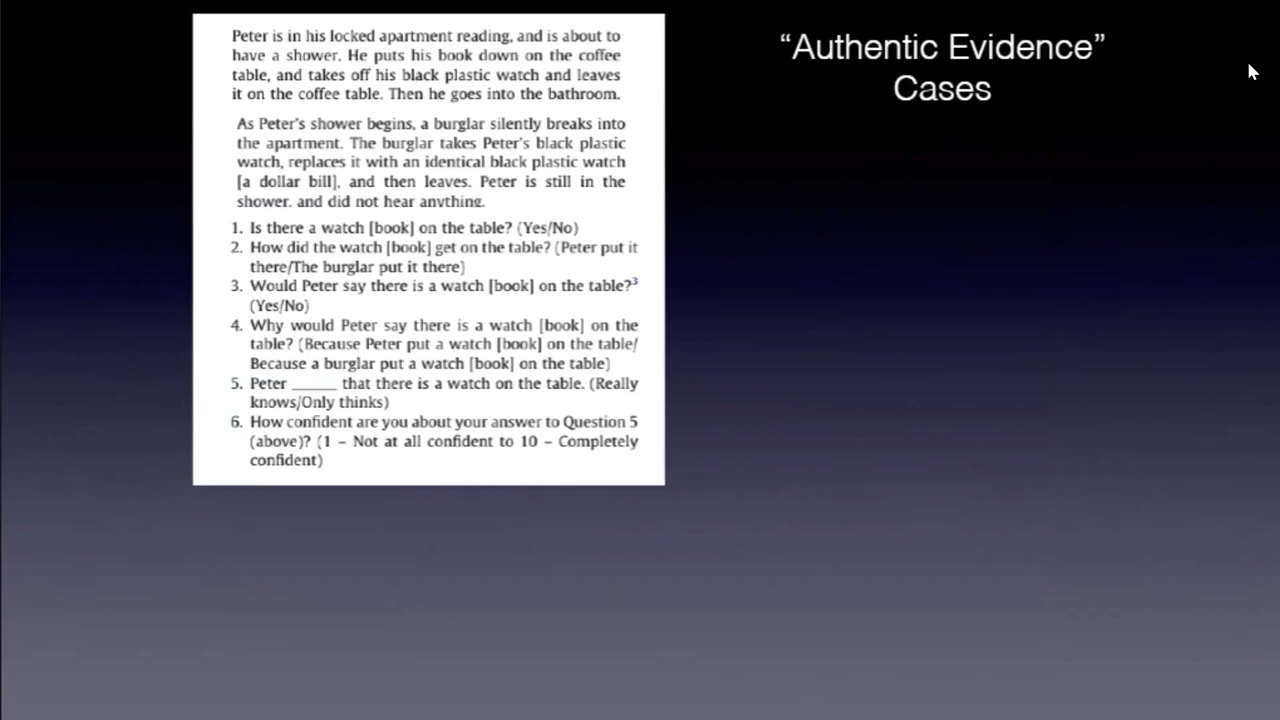 Peter is in his locked apartment reading, and is about to
have a shower. He puts his book down on the coffee
table, and takes off his black plastic watch and leaves
it on the coffee table. Then he goes into the bathroom.
As Peter's shower begins, a burglar silently breaks into
the apartment. The burglar takes Peter's black plastic
watch, replaces it with an identical black plastic watch
[a dollar bill], and then leaves. Peter is still in the
shower, and did not hear anything.
1. Is there a watch [book] on the table? (Yes/No)
2. How did the watch [book] get on the table? (Peter put it
there/The burglar put it there)
3. Would Peter say there is a watch [book] on the table?3
(Yes/No)
4. Why would Peter say there is a watch [book] on the
table? (Because Peter put a watch [book] on the table/
Because a burglar put a watch [book] on the table)
5. Peter _____ that there is a watch on the table. (Really
knows/Only thinks)
6. How confident are you about your answer to Question 5
(above)? (1 – Not at all confident to 10 – Completely
confident)
“Authentic Evidence”
Cases